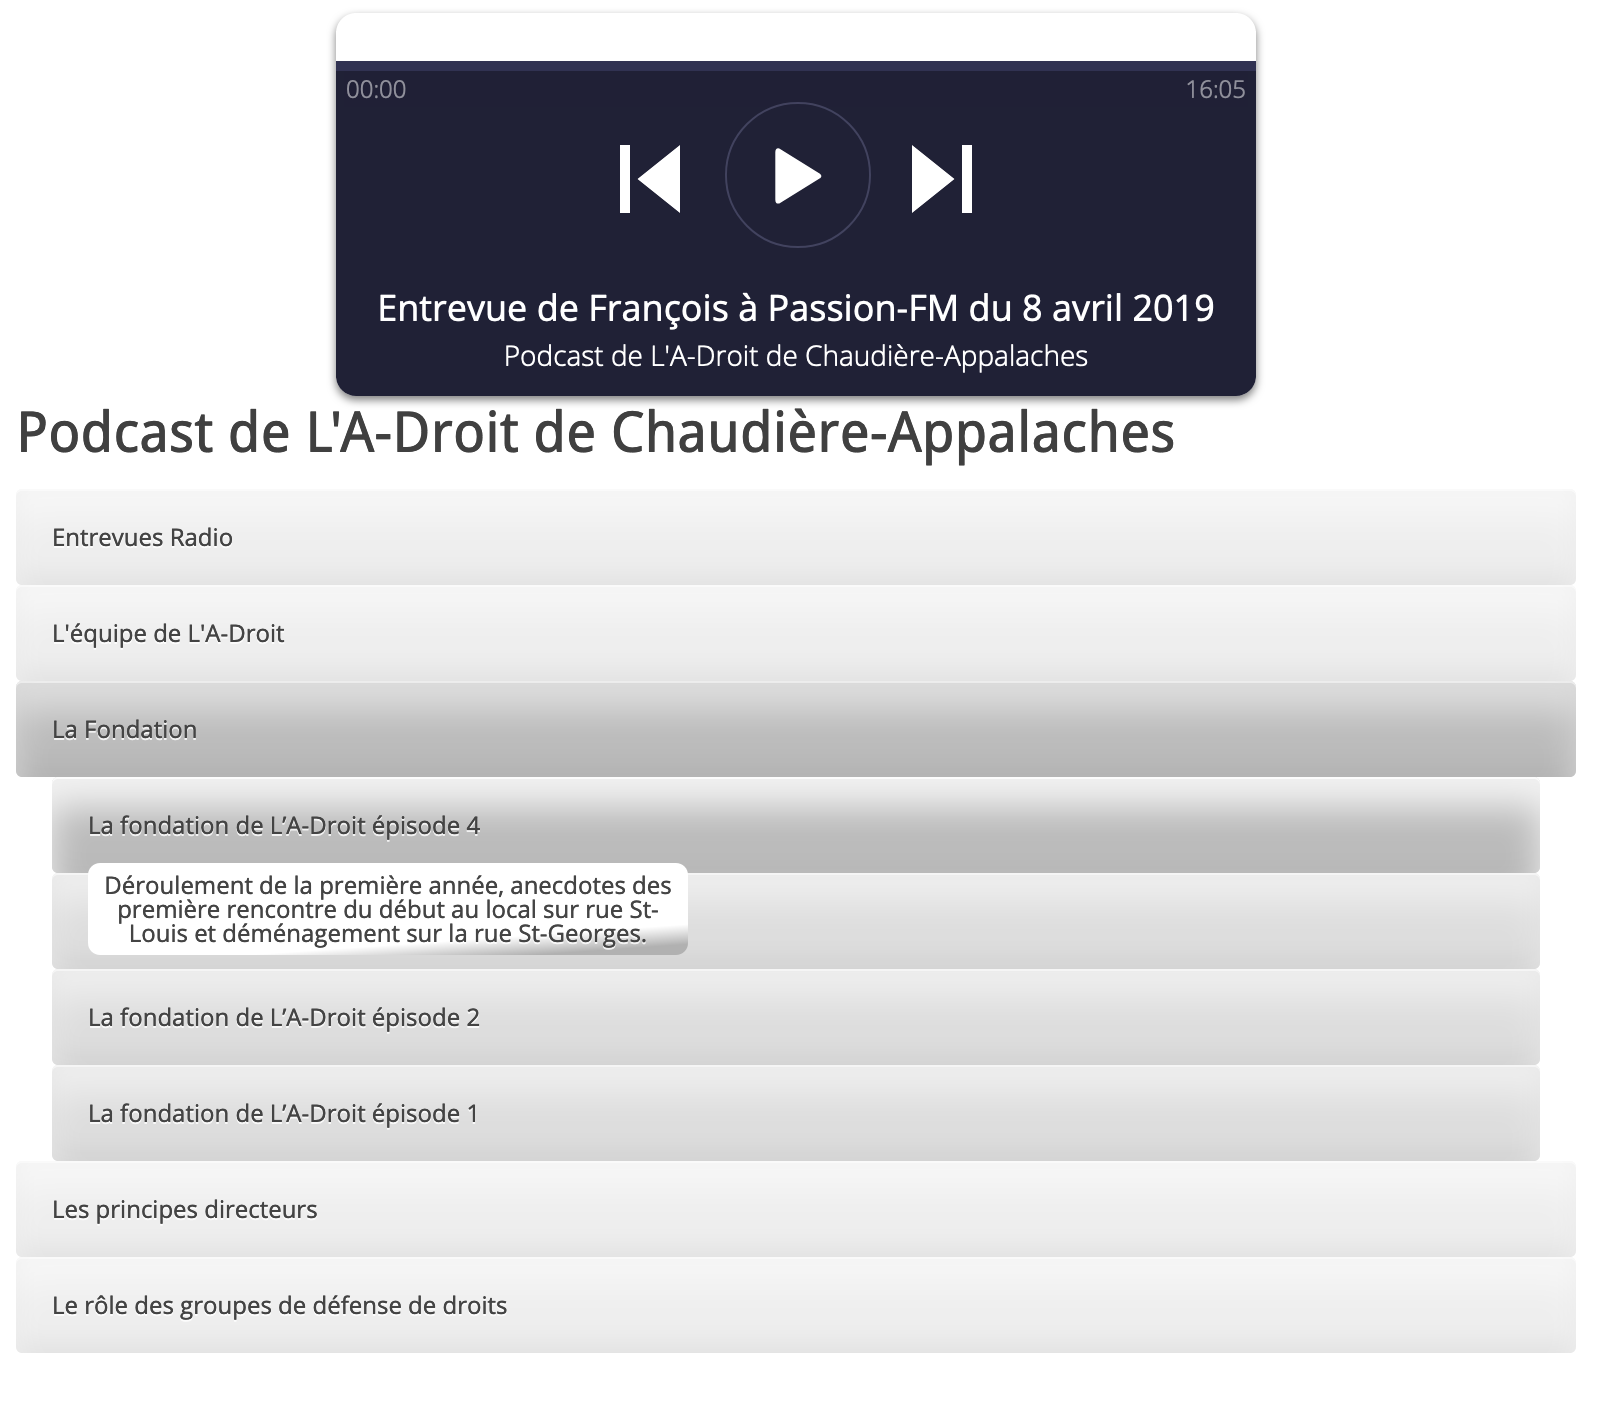 00:00 16:05
Entrevue de François à Passion-FM du 8 avril 2019
Podcast de L'A-Droit de Chaudière-Appalaches
Podcast de L'A-Droit de Chaudière-Appalaches
Entrevues Radio
L'équipe de L'A-Droit
La Fondation
La fondation de L’A-Droit épisode 4
Déroulement de la première année, anecdotes des
première rencontre du début au local sur rue St-
Louis et déménagement sur la rue St-Georges.
La fondation de L’A-Droit épisode 2
La fondation de L’A-Droit épisode 1
Les principes directeurs
Le rôle des groupes de défense de droits